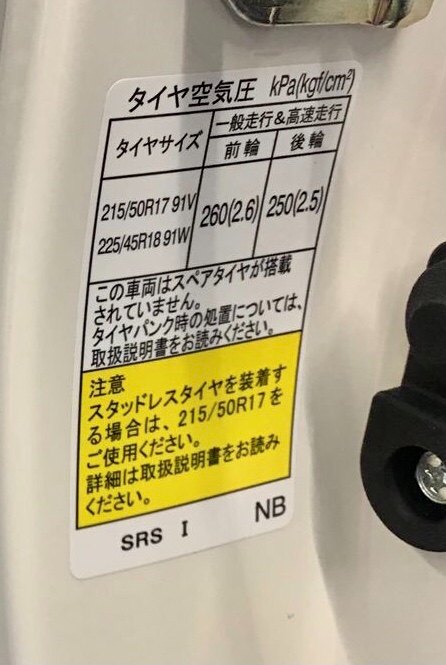 タイヤ空気圧 kPa(kgf/cm²)
タイヤサイズ 一般走行&高速走行
前輪 後輪
215/50R17 91V
225/45R18 91W
260(2.6) 250(2.5)
この車両はスペアタイヤが搭載
されていません。
タイヤパンク時の処置については、
取扱説明書をお読みください。
注意
スタッドレスタイヤを装着す
る場合は、215/50R17を
ご使用ください。
詳細は取扱説明書をお読み
ください。
SRS I NB